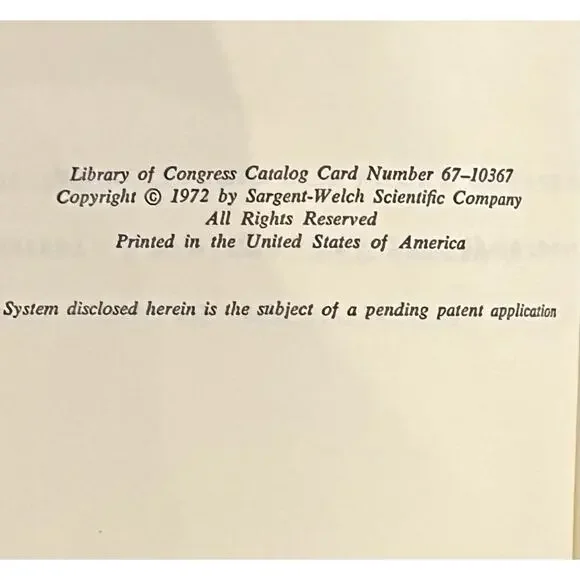 Library of Congress Catalog Card Number 67–10367
Copyright © 1972 by Sargent-Welch Scientific Company
All Rights Reserved
Printed in the United States of America
System disclosed herein is the subject of a pending patent application